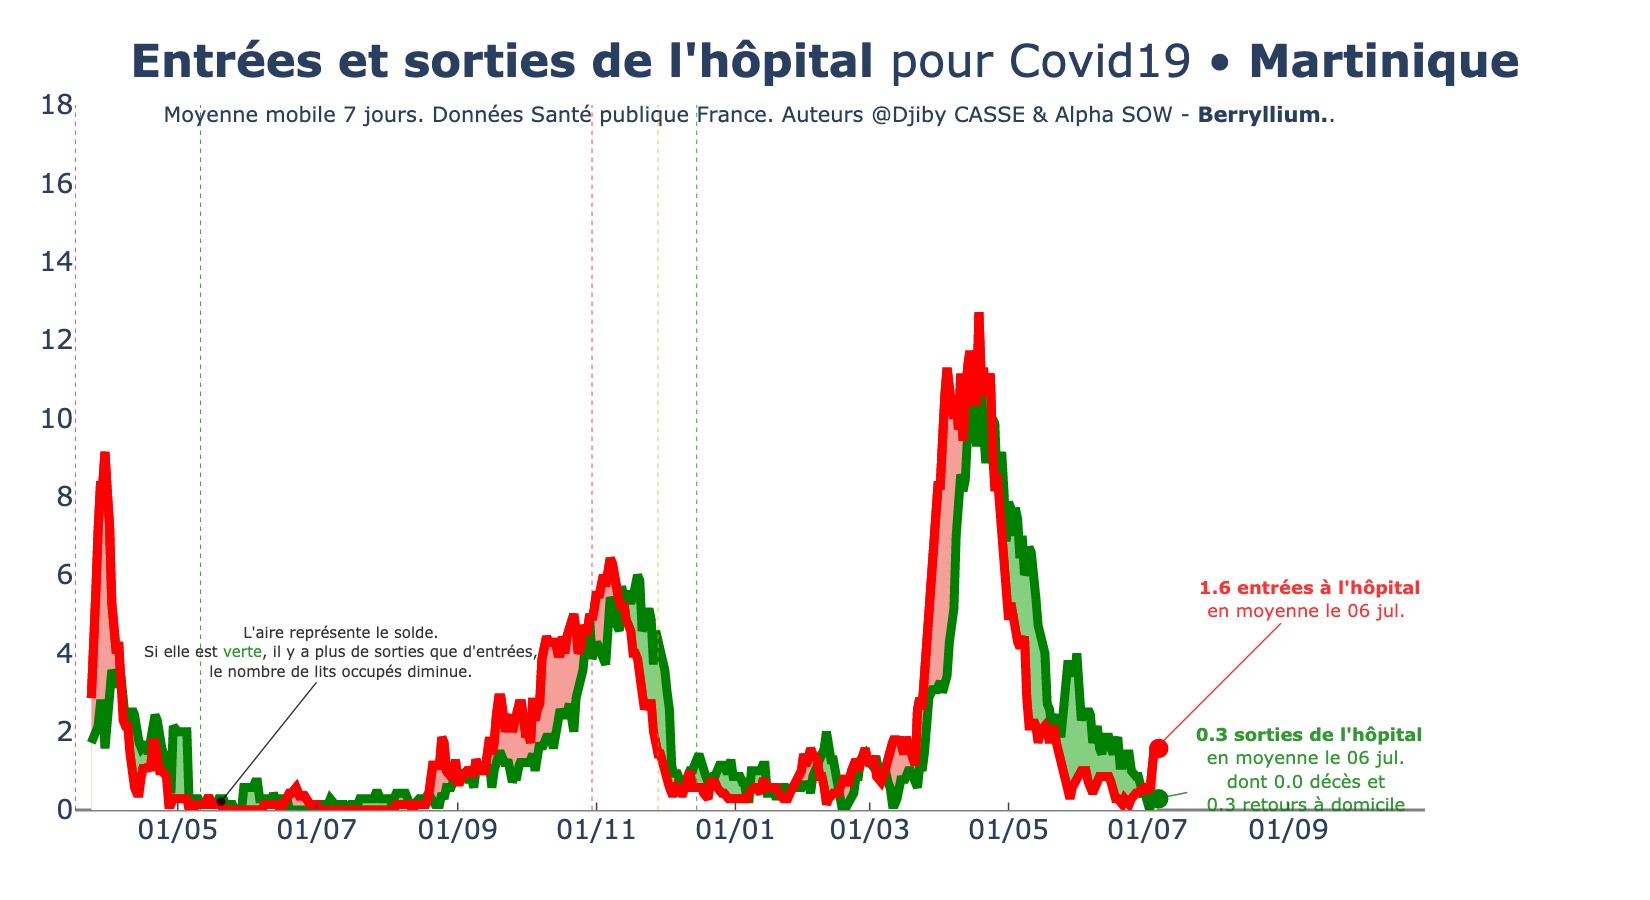 Entrées et sorties de l'hôpital pour Covid19 • Martinique
Moyenne mobile 7 jours. Données Santé publique France. Auteurs @Djiby CASSE & Alpha SOW - Berryllium..
18
16
14
12
10
8
6
4
2
0
L'aire représente le solde.
Si elle est verte, il y a plus de sorties que d'entrées,
le nombre de lits occupés diminue.
1.6 entrées à l'hôpital
en moyenne le 06 jul.
0.3 sorties de l'hôpital
en moyenne le 06 jul.
dont 0.0 décès et
0.3 retours à domicile
01/05 01/07 01/09 01/11 01/01 01/03 01/05 01/07 01/09